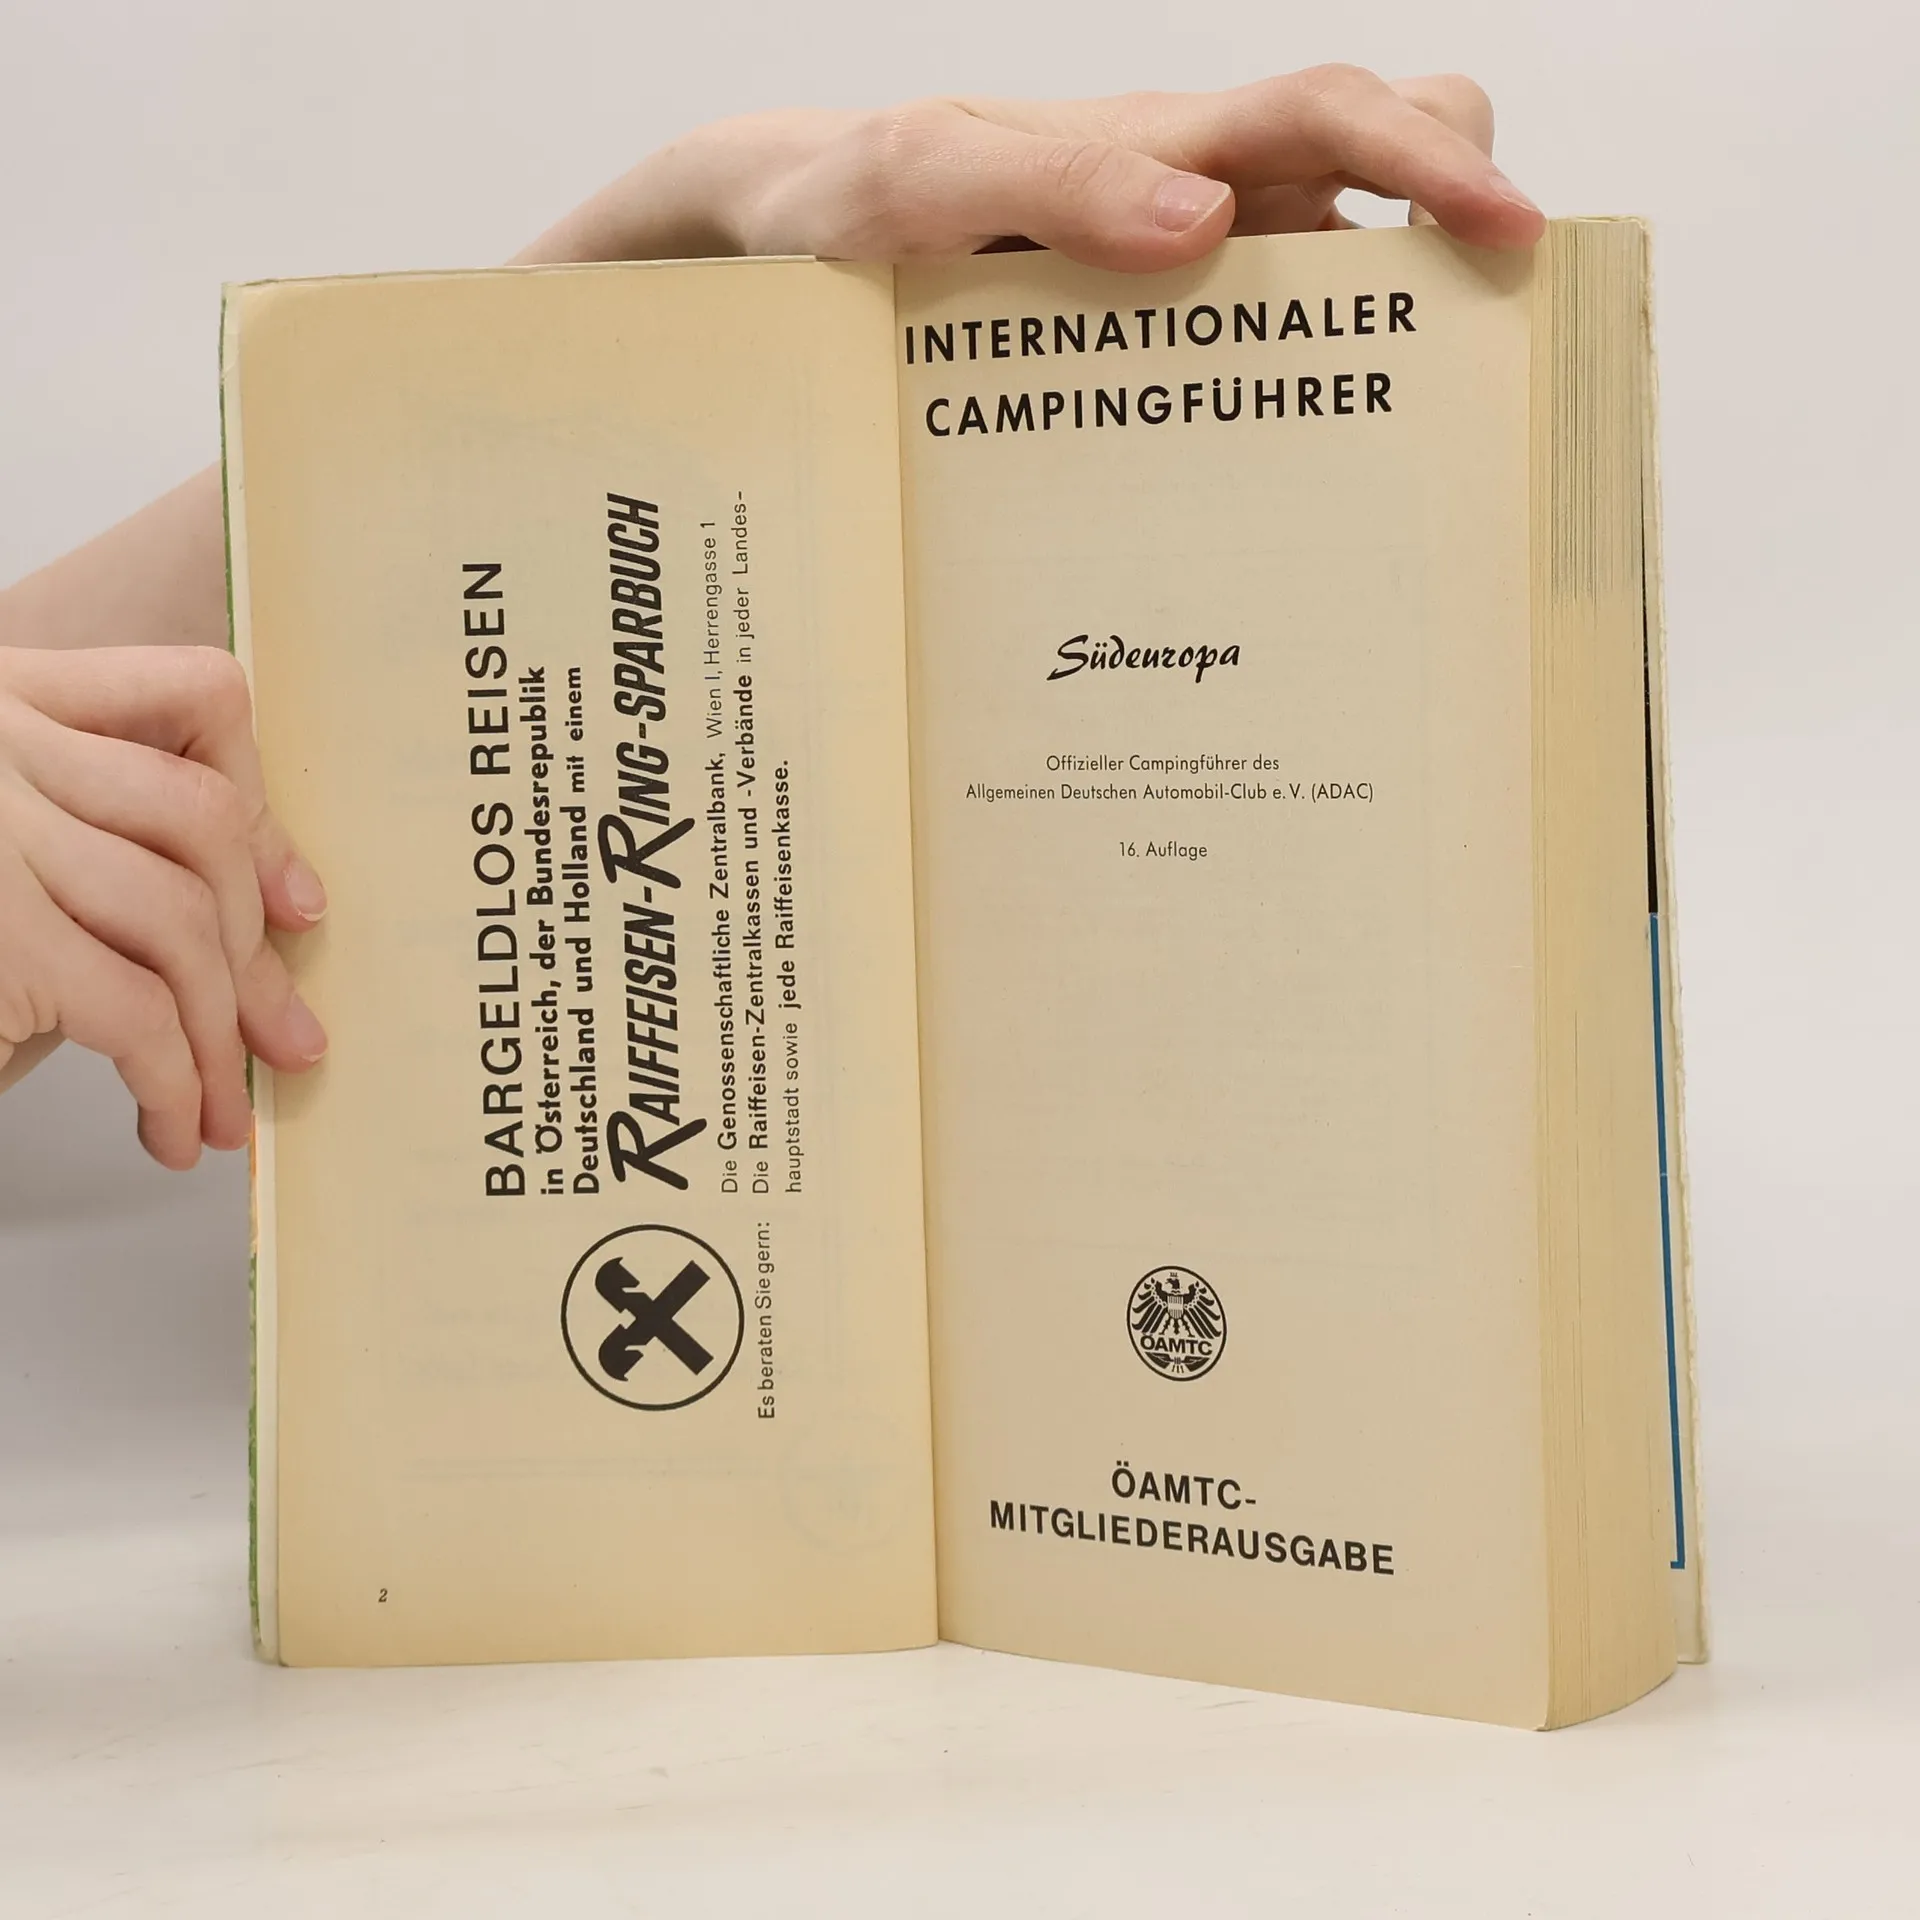 BARGELDLOS REISEN
in Österreich, der Bundesrepublik
Deutschland und Holland mit einem
RAIFFEISEN-RING-SPARBUCH
Es beraten Sie gern:
Die Genossenschaftliche Zentralbank, Wien I, Herrengasse 1
Die Raiffeisen-Zentralkassen und -Verbände in jeder Landes-
hauptstadt sowie jede Raiffeisenkasse.
2
INTERNATIONALER
CAMPINGFÜHRER
Südeuropa
Offizieller Campingführer des
Allgemeinen Deutschen Automobil-Club e.V. (ADAC)
16. Auflage
ÖAMTC
ÖAMTC-
MITGLIEDERAUSGABE